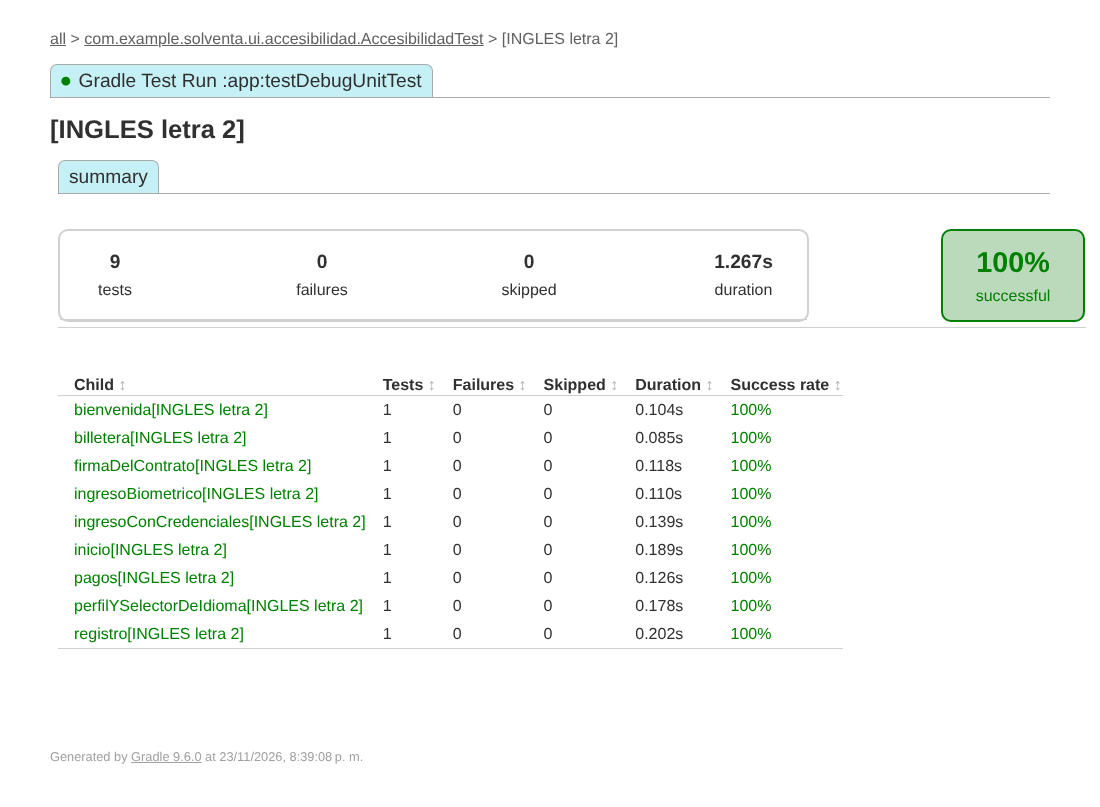 all > com.example.solventa.ui.accesibilidad.AccesibilidadTest > [INGLES letra 2]
Gradle Test Run :app:testDebugUnitTest
[INGLES letra 2]
summary
9 0 0 1.267s 100%
tests failures skipped duration successful
Child ↕ Tests ↕ Failures ↕ Skipped ↕ Duration ↕ Success rate ↕
bienvenida[INGLES letra 2] 1 0 0 0.104s 100%
billetera[INGLES letra 2] 1 0 0 0.085s 100%
firmaDelContrato[INGLES letra 2] 1 0 0 0.118s 100%
ingresoBiometrico[INGLES letra 2] 1 0 0 0.110s 100%
ingresoConCredenciales[INGLES letra 2] 1 0 0 0.139s 100%
inicio[INGLES letra 2] 1 0 0 0.189s 100%
pagos[INGLES letra 2] 1 0 0 0.126s 100%
perfilYSelectorDeIdioma[INGLES letra 2] 1 0 0 0.178s 100%
registro[INGLES letra 2] 1 0 0 0.202s 100%
Generated by Gradle 9.6.0 at 23/11/2026, 8:39:08 p. m.